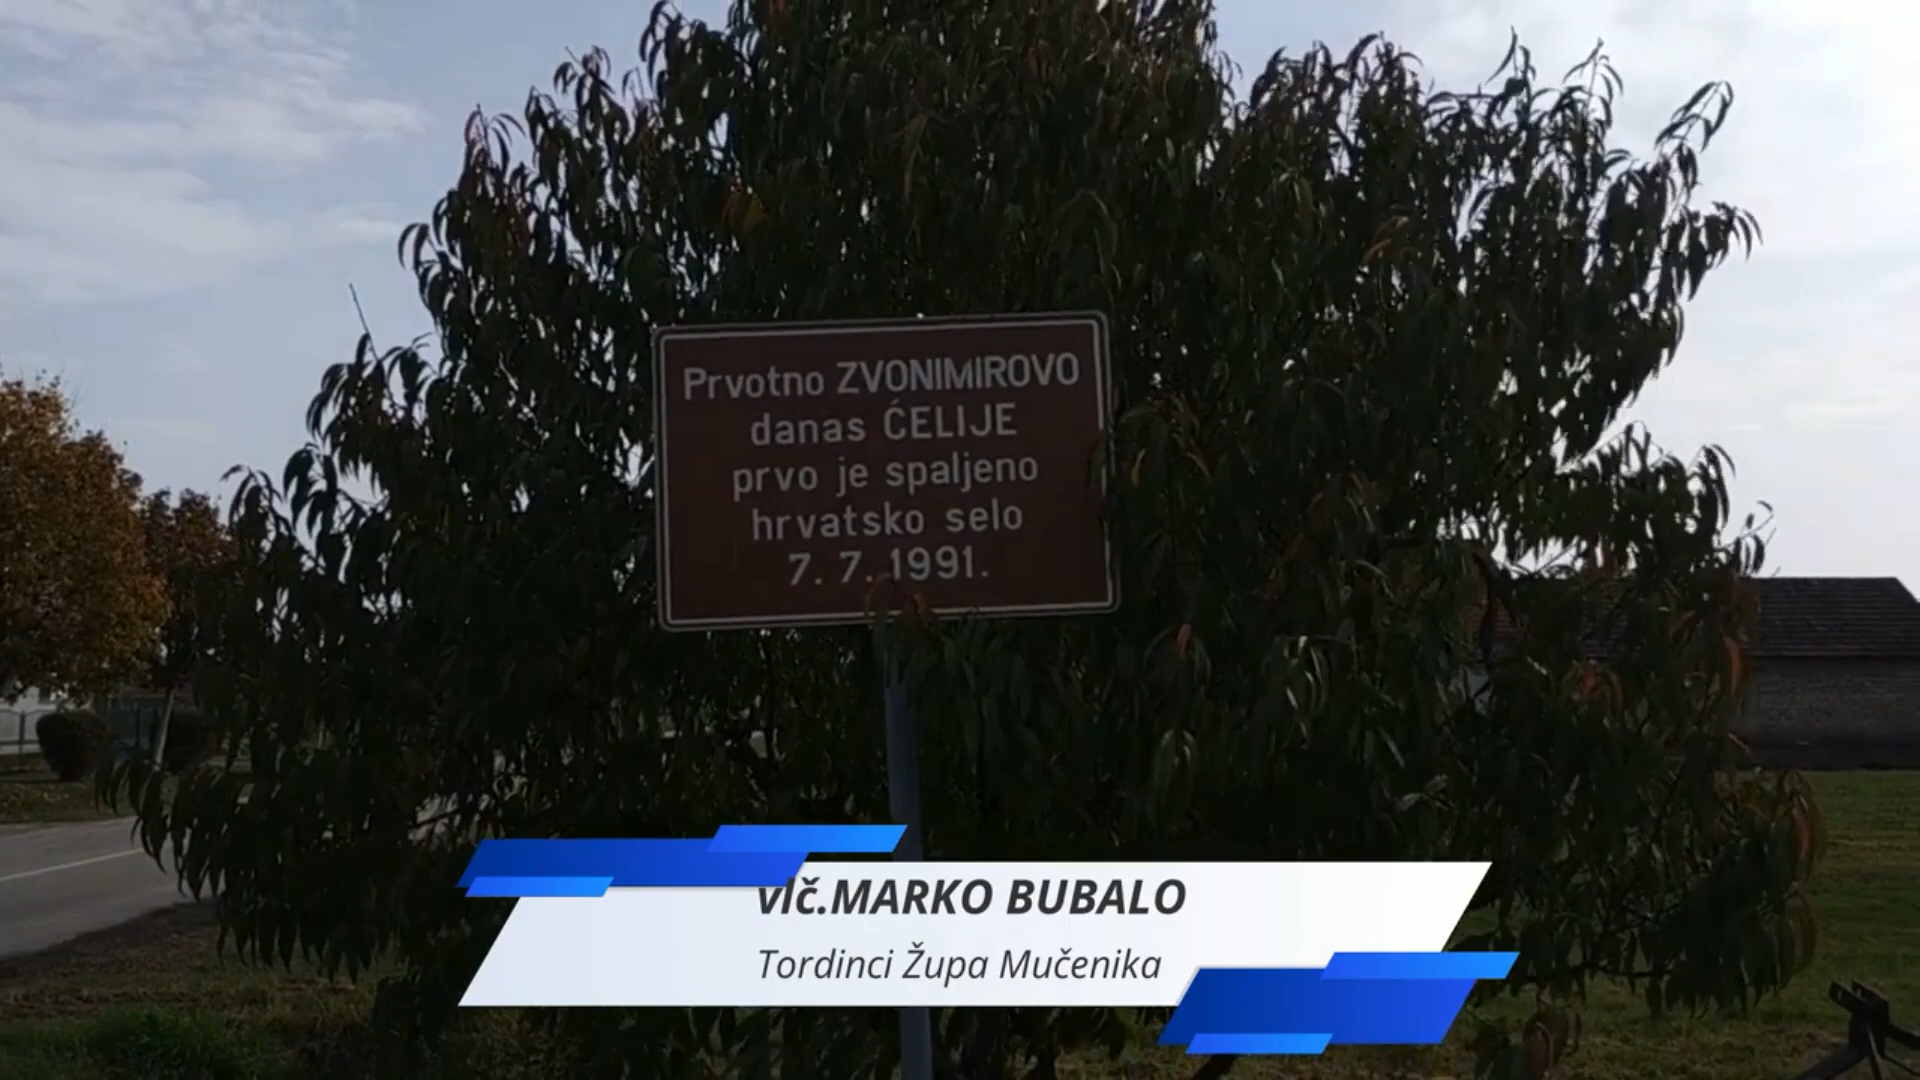 Prvotno ZVONIMIROVO
danas ĆELIJE
prvo je spaljeno
hrvatsko selo
7. 7. 1991.
vlč.MARKO BUBALO
Tordinci Župa Mučenika